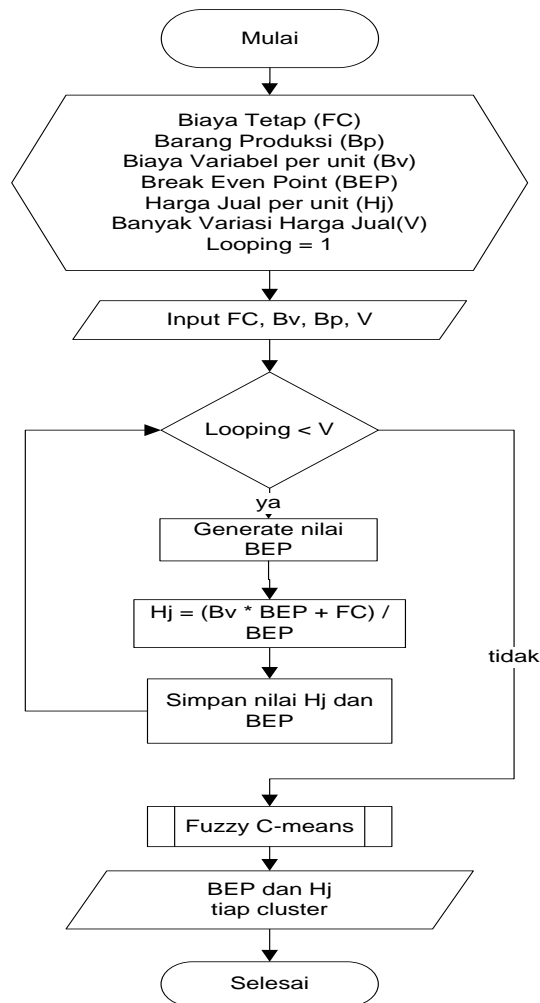 Mulai
Biaya Tetap (FC)
Barang Produksi (Bp)
Biaya Variabel per unit (Bv)
Break Even Point (BEP)
Harga Jual per unit (Hj)
Banyak Variasi Harga Jual(V)
Looping = 1
Input FC, Bv, Bp, V
Looping < V
ya
Generate nilai
BEP
Hj = (Bv * BEP + FC) /
BEP
tidak
Simpan nilai Hj dan
BEP
Fuzzy C-means
BEP dan Hj
tiap cluster
Selesai